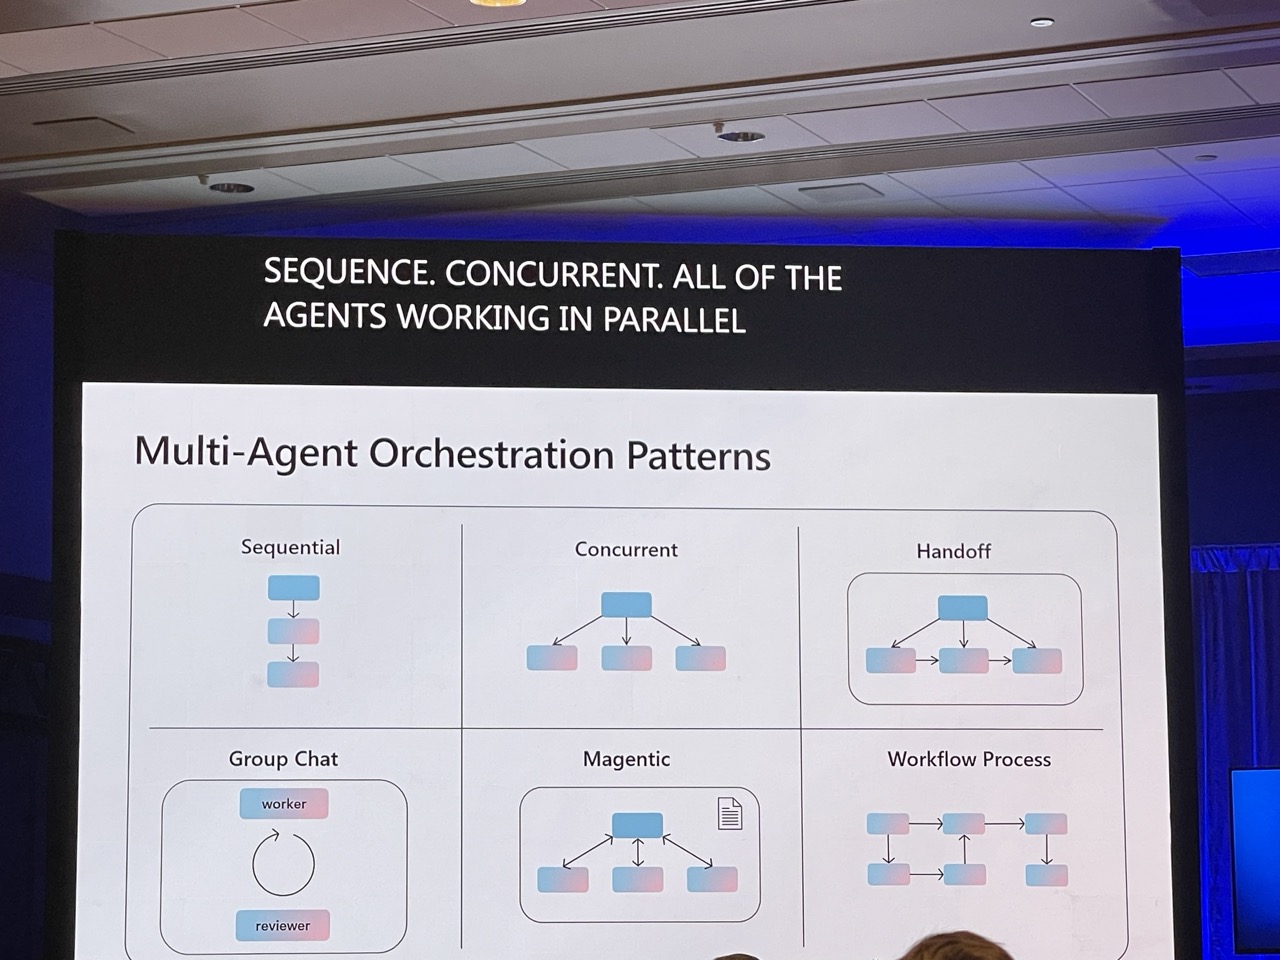 SEQUENCE. CONCURRENT. ALL OF THE
AGENTS WORKING IN PARALLEL
Multi-Agent Orchestration Patterns
Sequential
Concurrent
Handoff
Group Chat
worker
reviewer
Magentic
Workflow Process